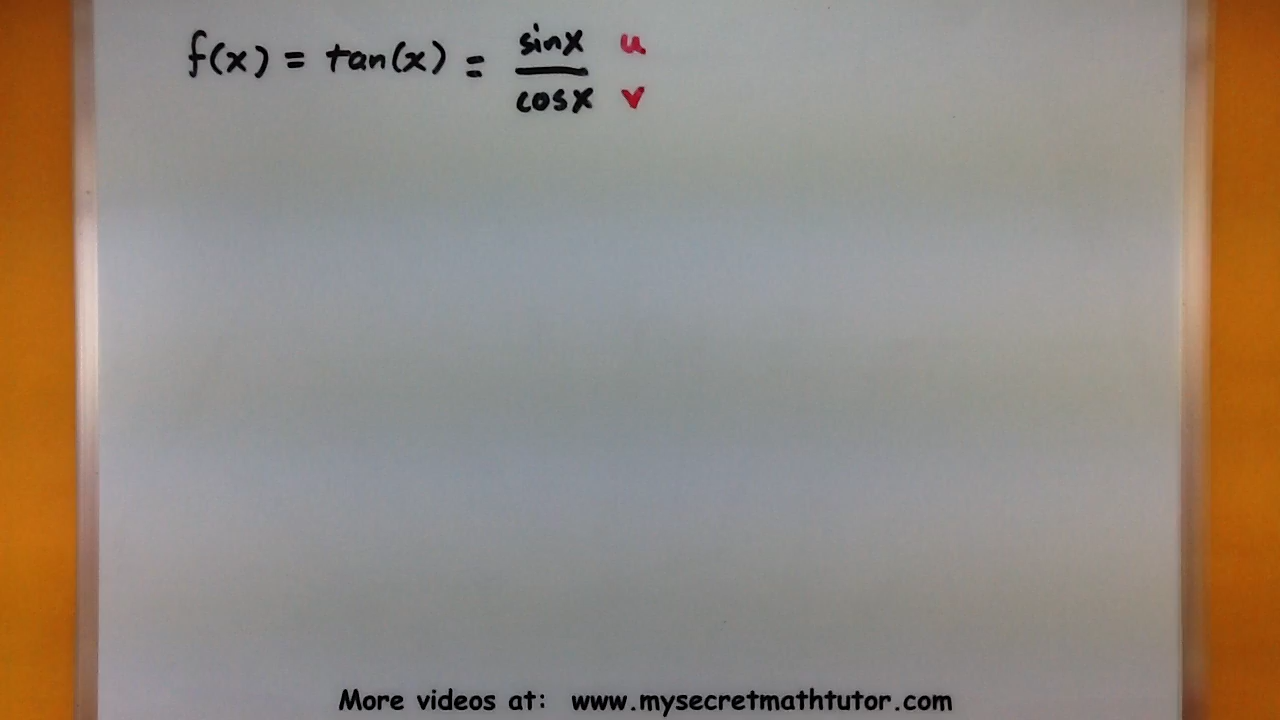 f(x) = tan(x) = sinx/cosx u/v
More videos at: www.mysecretmathtutor.com